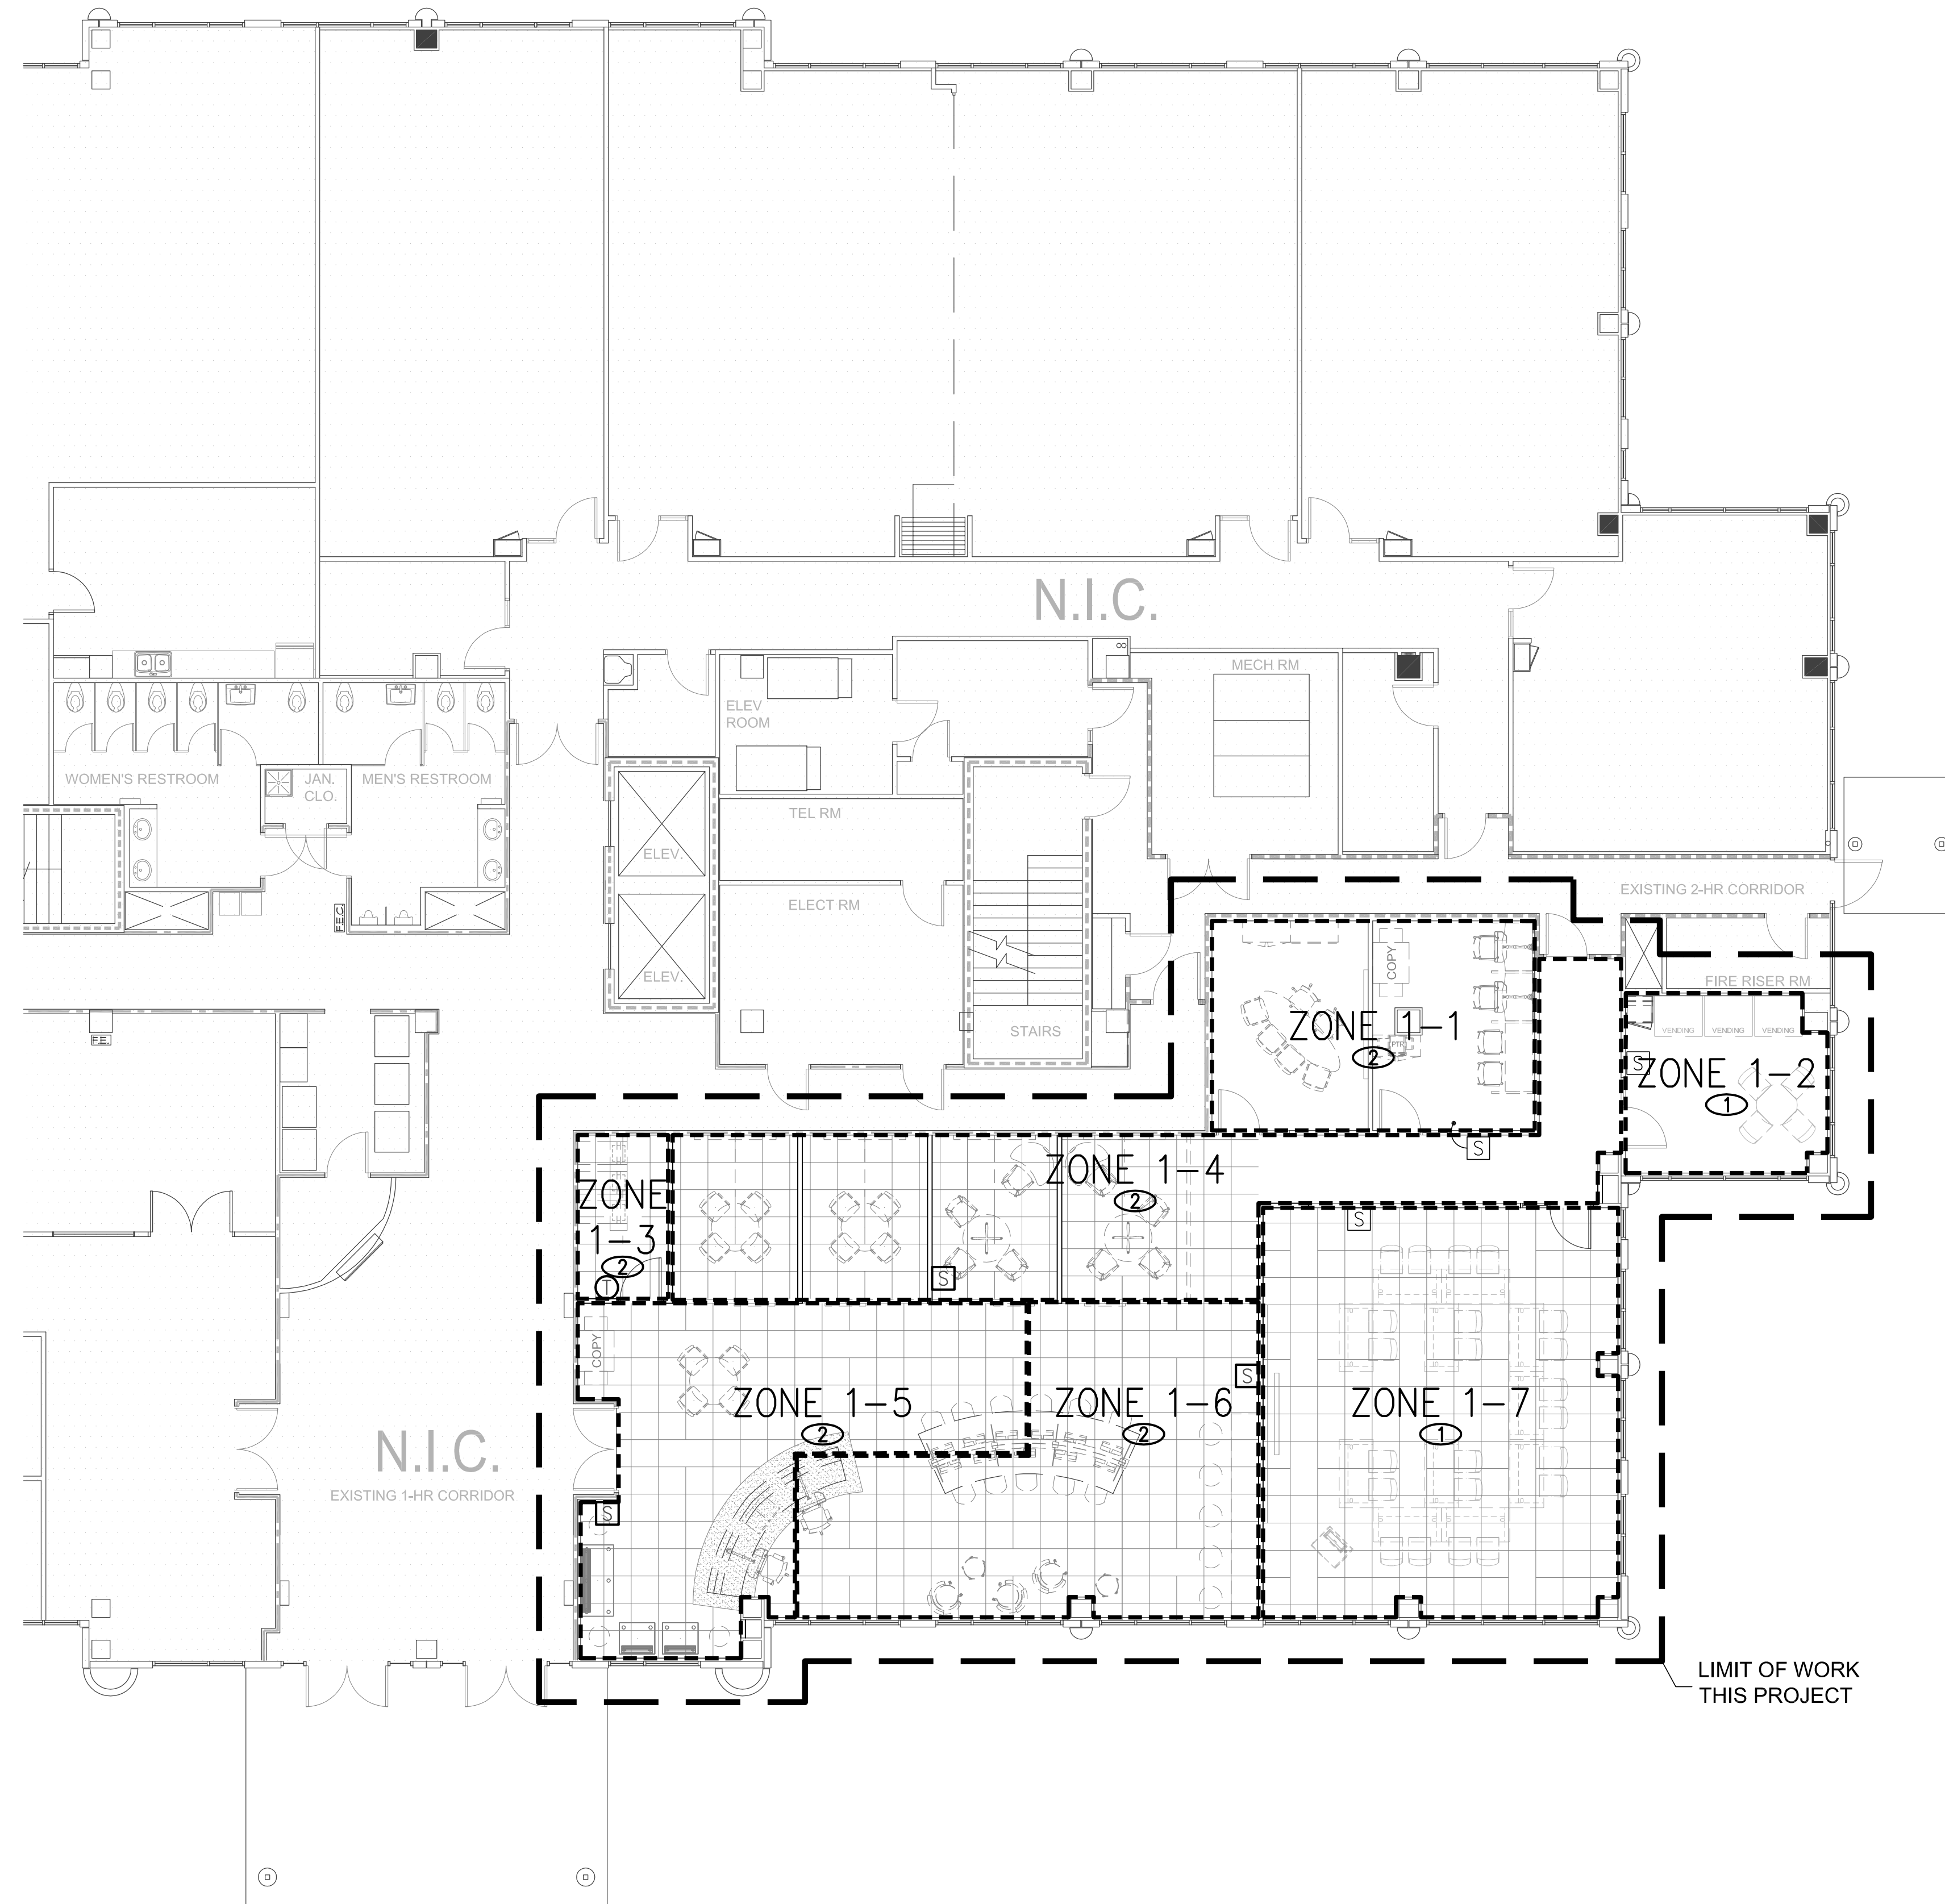 N.I.C.
MECH RM
ELEV
ROOM
WOMEN'S RESTROOM
JAN.
CLO.
MEN'S RESTROOM
TEL RM
ELEV.
ELECT RM
EXISTING 2-HR CORRIDOR
F.E.C.
ELEV.
COPY
FIRE RISER RM
STAIRS
ZONE 1-1
PTR
2
VENDING
VENDING
VENDING
F.E.
S
ZONE 1-2
1
S
ZONE 1-4
2
ZONE
1-3
2
T
S
S
COPY
S
ZONE 1-5
2
ZONE 1-6
2
ZONE 1-7
1
N.I.C.
EXISTING 1-HR CORRIDOR
S
LIMIT OF WORK
THIS PROJECT